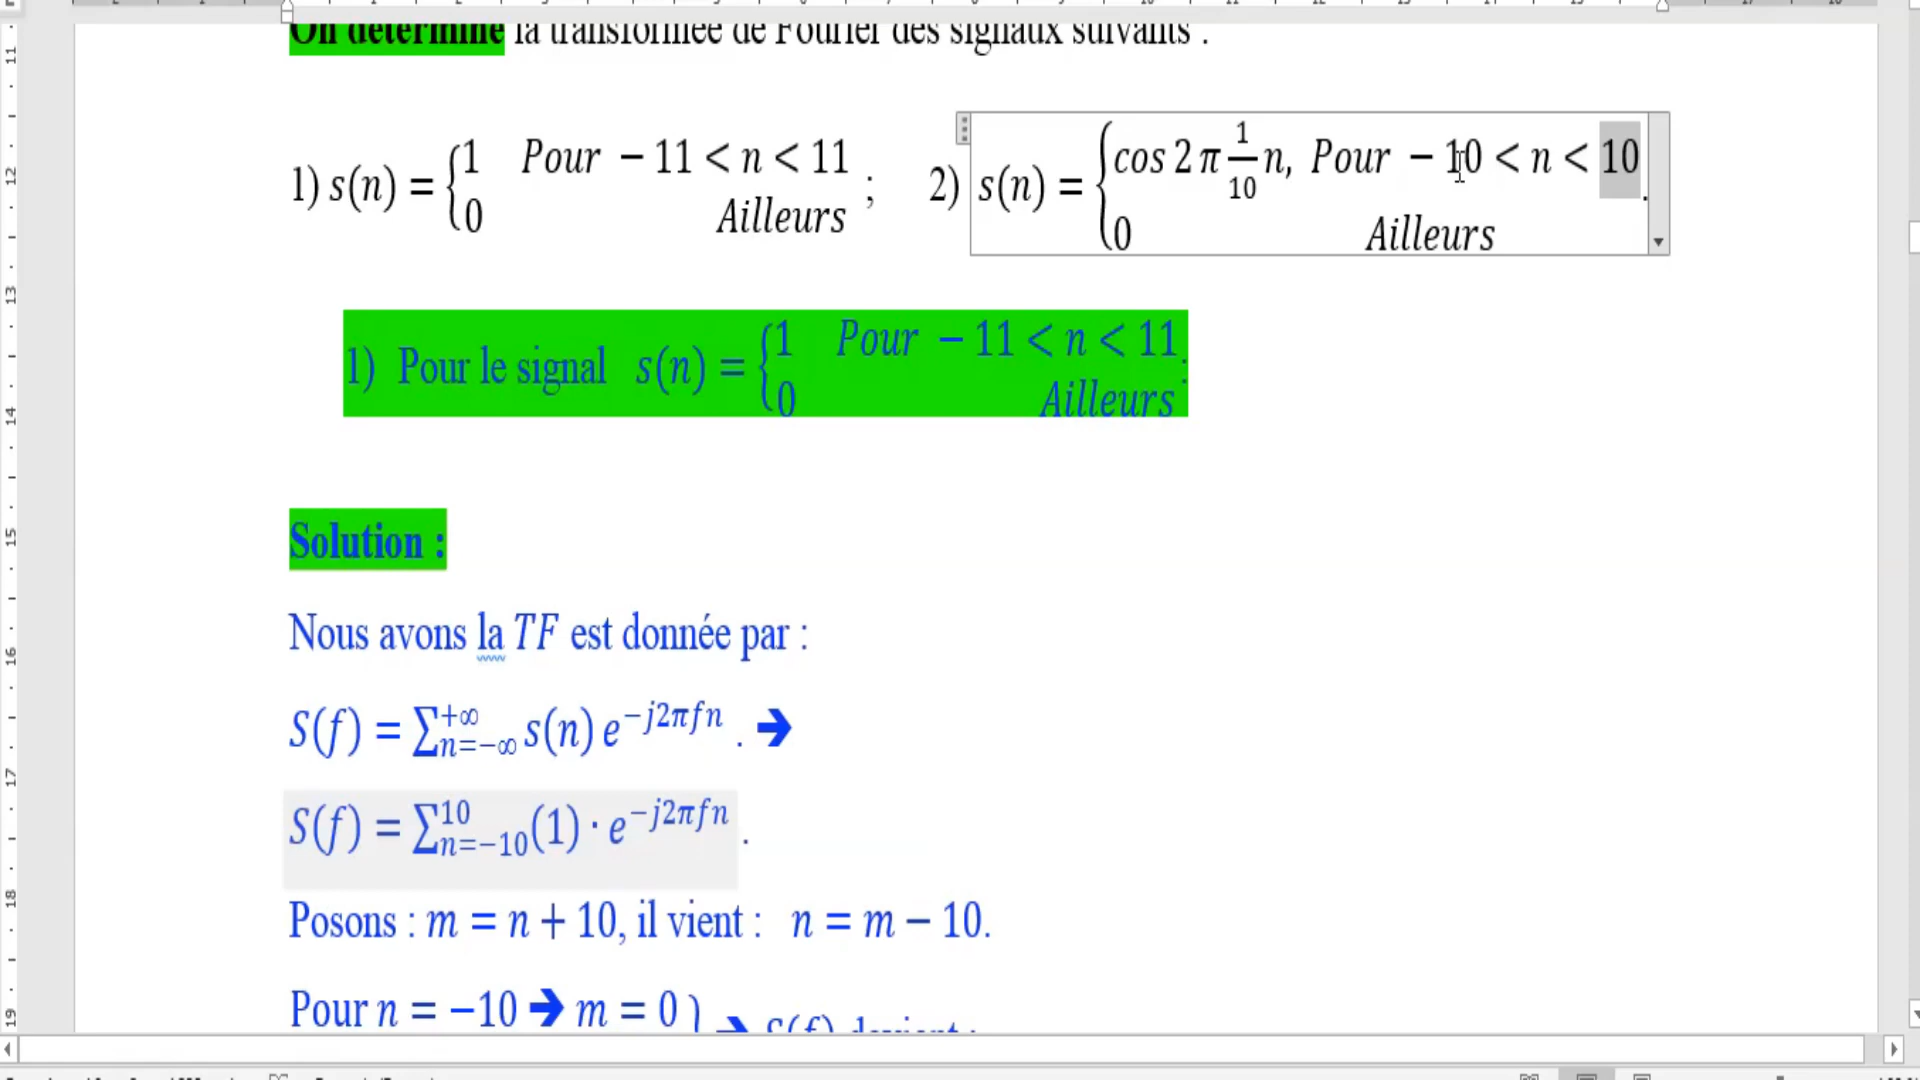 On détermine la transformée de Fourier des signaux suivants :
1) s(n) = {1 Pour − 11 < n < 11 ; 0 Ailleurs 2) s(n) = {cos 2 π 1/10 n, Pour − 10 < n < 10 0 Ailleurs .
1) Pour le signal s(n) = {1 Pour − 11 < n < 11 0 Ailleurs :
Solution :
Nous avons la TF est donnée par :
S(f) = ∑_{n=−∞}^{+∞} s(n) e^{−j2πfn} . ➔
S(f) = ∑_{n=−10}^{10} (1) · e^{−j2πfn} .
Posons : m = n + 10, il vient : n = m − 10.
Pour n = −10 ➔ m = 0 } ➔ S(f) devient :